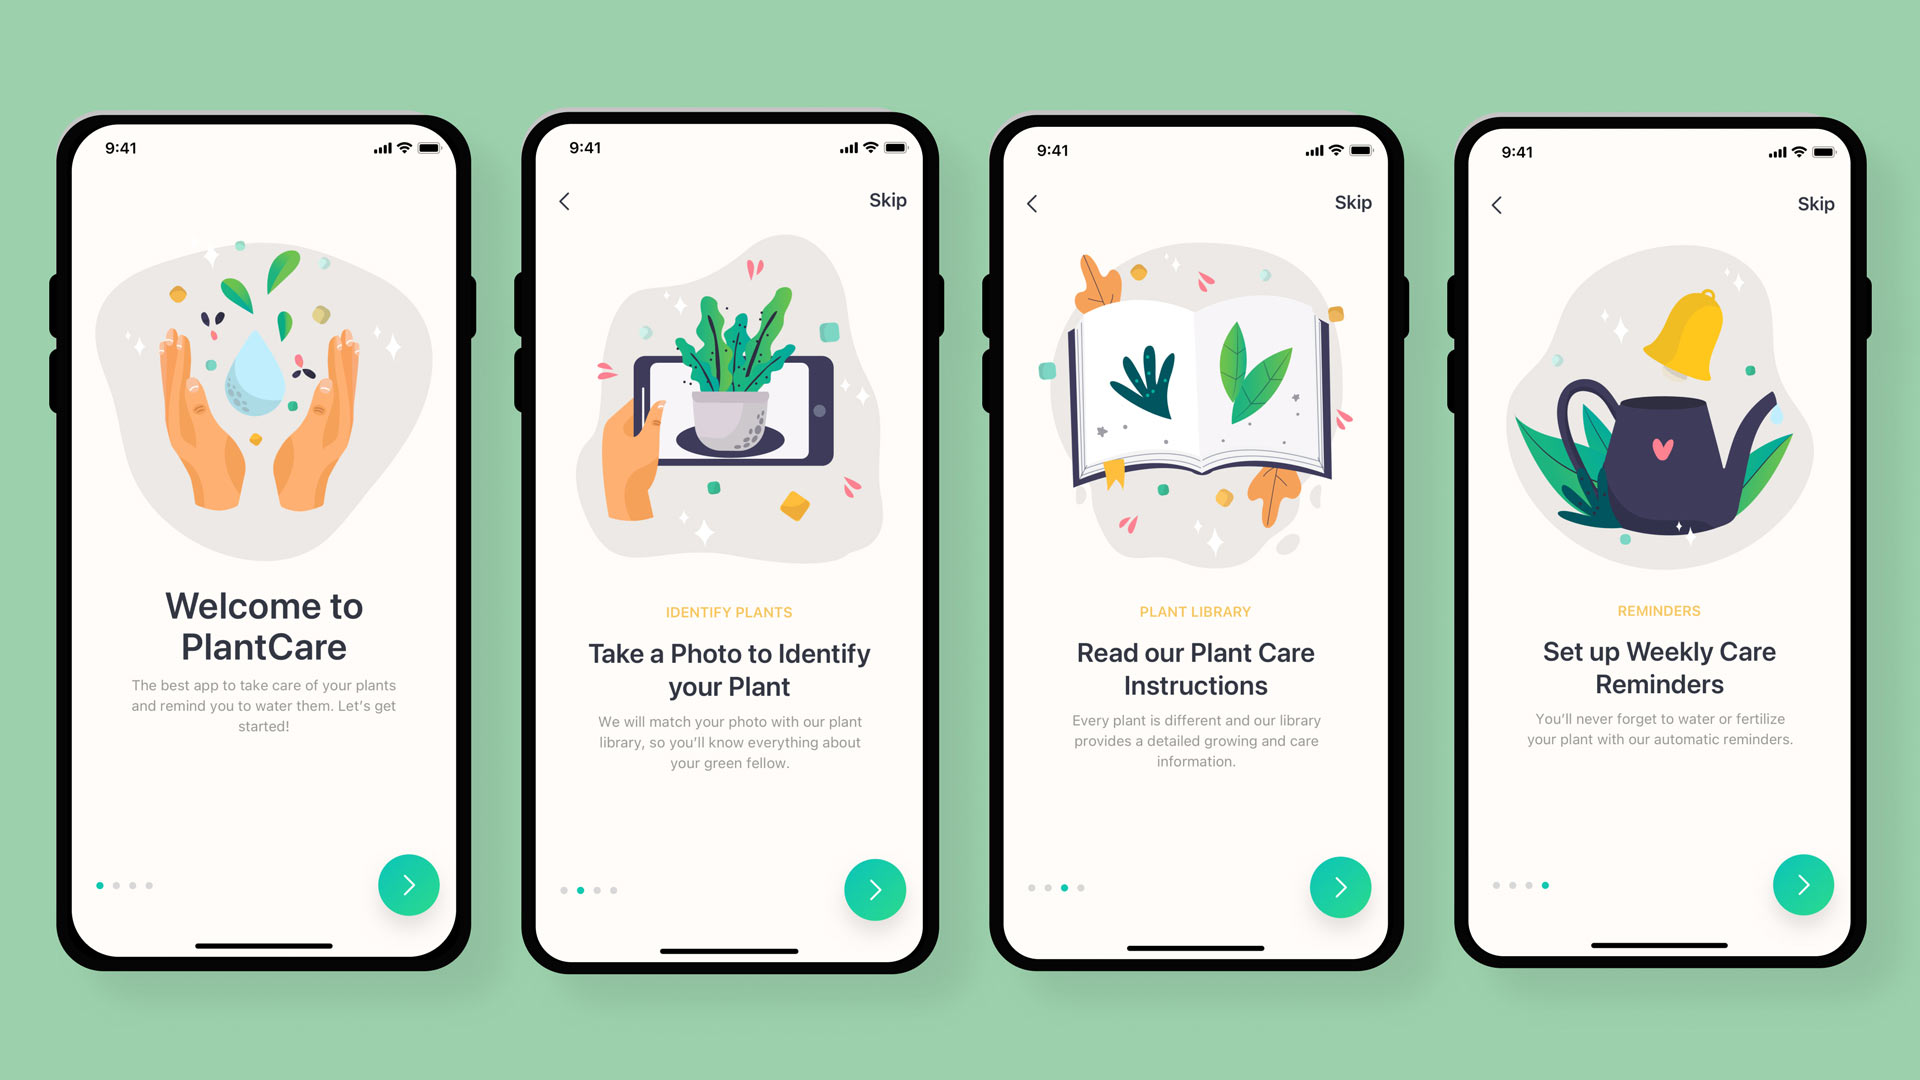 9:41
Welcome to
PlantCare
The best app to take care of your plants
and remind you to water them. Let's get
started!
9:41
Skip
IDENTIFY PLANTS
Take a Photo to Identify
your Plant
We will match your photo with our plant
library, so you'll know everything about
your green fellow.
9:41
Skip
PLANT LIBRARY
Read our Plant Care
Instructions
Every plant is different and our library
provides a detailed growing and care
information.
9:41
Skip
REMINDERS
Set up Weekly Care
Reminders
You'll never forget to water or fertilize
your plant with our automatic reminders.